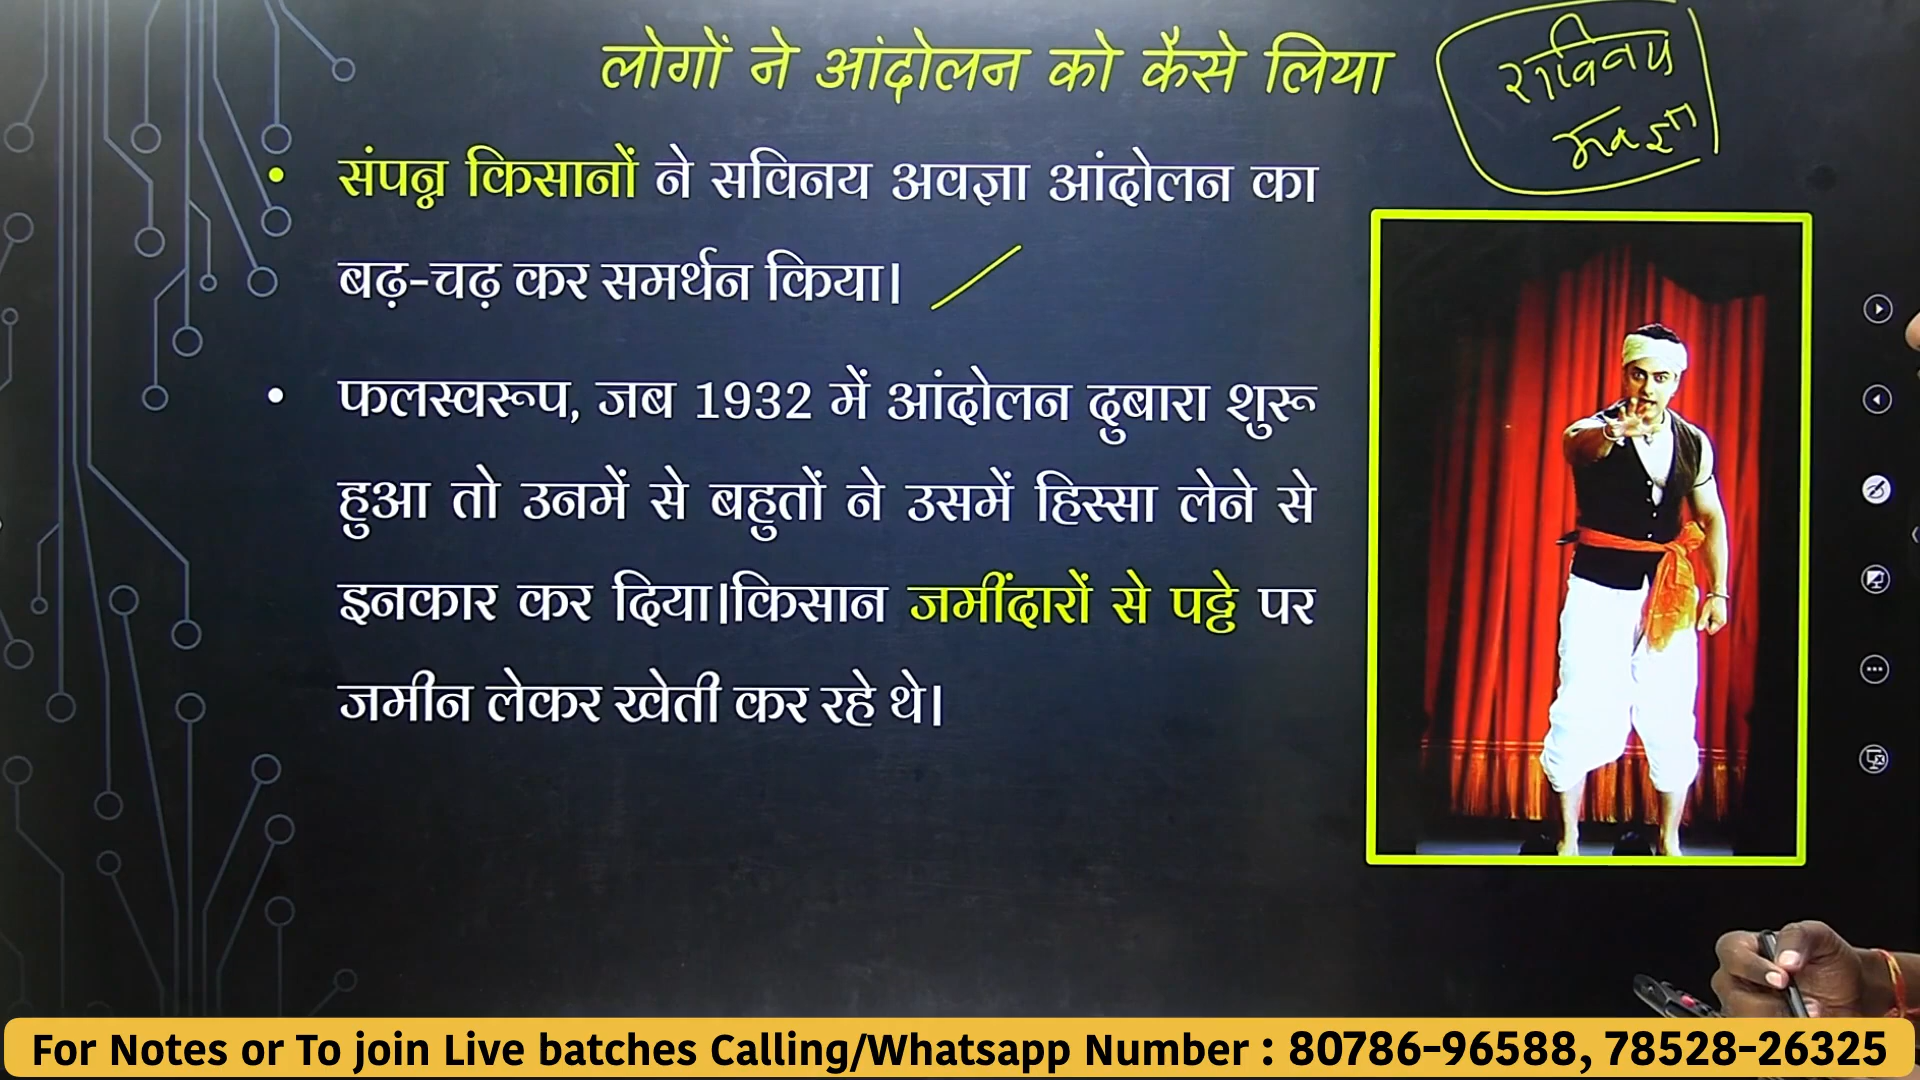 लोगों ने आंदोलन को कैसे लिया
सविनय
अवज्ञा
• संपन्न किसानों ने सविनय अवज्ञा आंदोलन का
बढ़-चढ़ कर समर्थन किया।
• फलस्वरूप, जब 1932 में आंदोलन दुबारा शुरू
हुआ तो उनमें से बहुतों ने उसमें हिस्सा लेने से
इनकार कर दिया।किसान जमींदारों से पट्टे पर
जमीन लेकर खेती कर रहे थे।
For Notes or To join Live batches Calling/Whatsapp Number : 80786-96588, 78528-26325